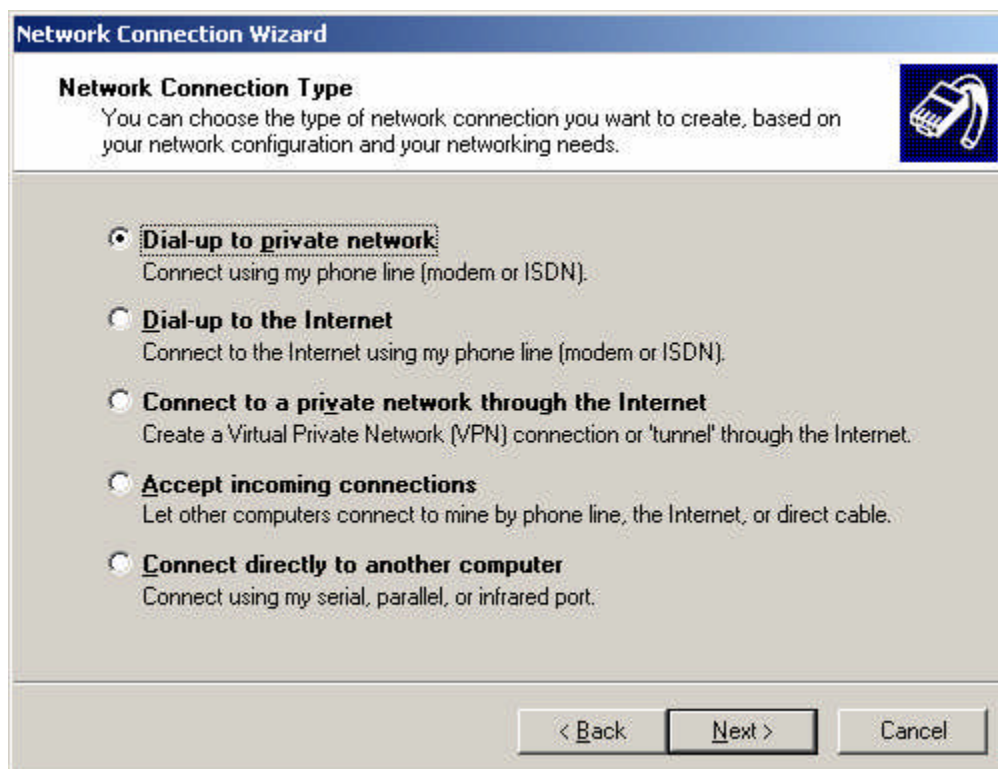 Network Connection Wizard
Network Connection Type
You can choose the type of network connection you want to create, based on
your network configuration and your networking needs.
Dial-up to private network
Connect using my phone line (modem or ISDN).
Dial-up to the Internet
Connect to the Internet using my phone line (modem or ISDN).
Connect to a private network through the Internet
Create a Virtual Private Network (VPN) connection or 'tunnel' through the Internet.
Accept incoming connections
Let other computers connect to mine by phone line, the Internet, or direct cable.
Connect directly to another computer
Connect using my serial, parallel, or infrared port.
< Back Next > Cancel